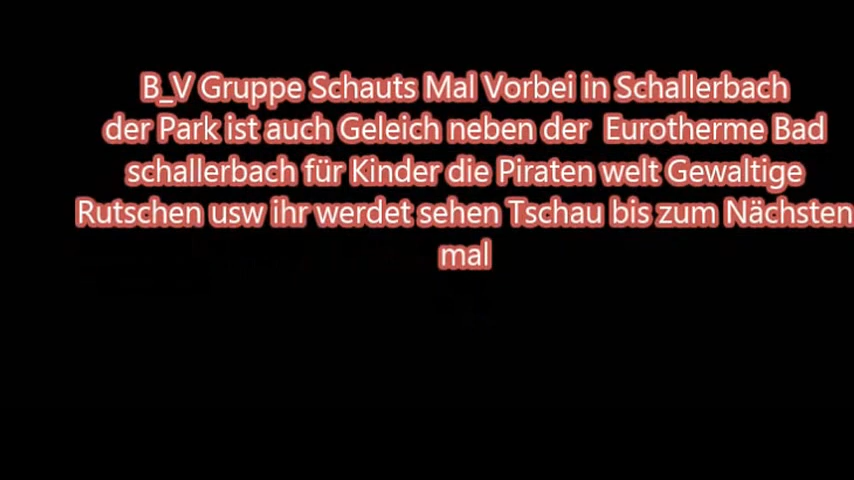 B_V Gruppe Schauts Mal Vorbei in Schallerbach
der Park ist auch Geleich neben der Eurotherme Bad
schallerbach für Kinder die Piraten welt Gewaltige
Rutschen usw ihr werdet sehen Tschau bis zum Nächsten
mal